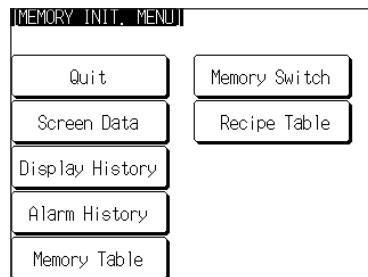 [MEMORY INIT. MENU]
Quit
Memory Switch
Screen Data
Recipe Table
Display History
Alarm History
Memory Table